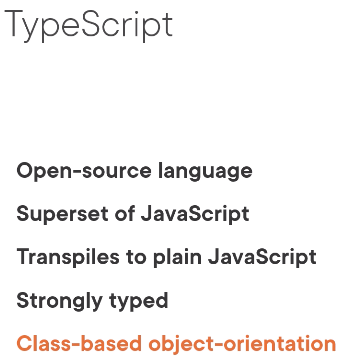 TypeScript
Open-source language
Superset of JavaScript
Transpiles to plain JavaScript
Strongly typed
Class-based object-orientation